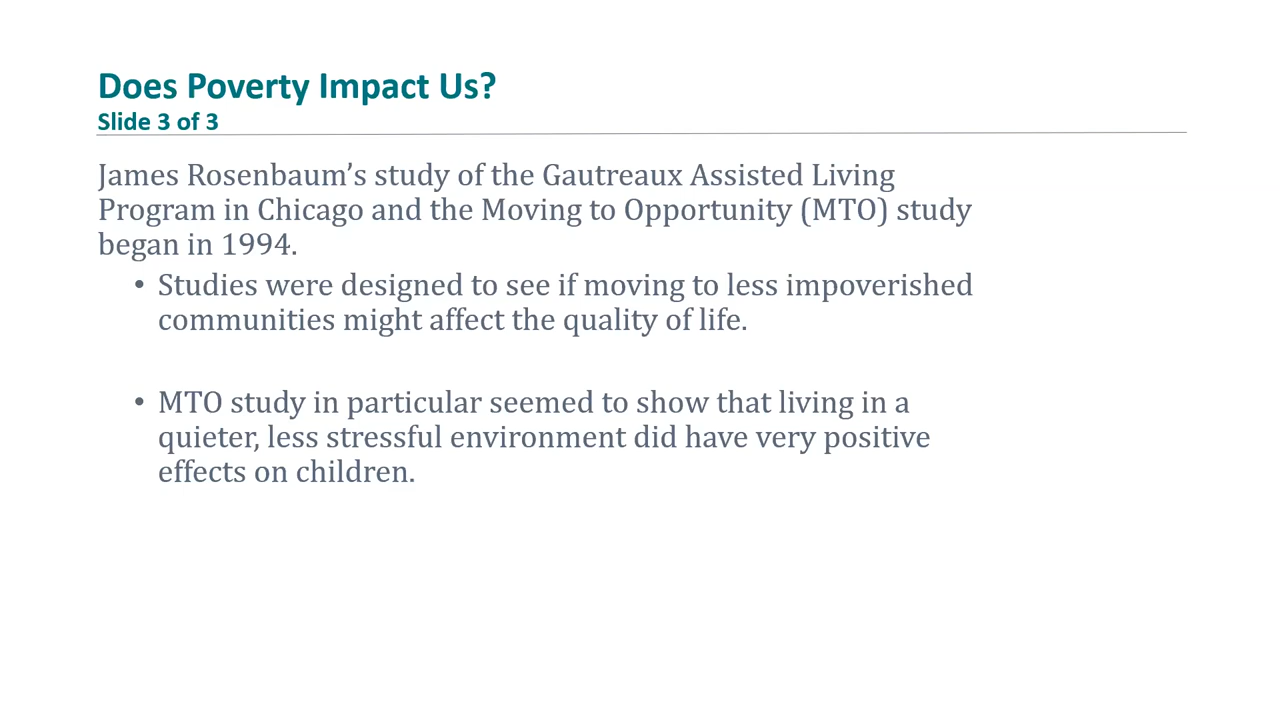 Does Poverty Impact Us?
Slide 3 of 3
James Rosenbaum’s study of the Gautreaux Assisted Living
Program in Chicago and the Moving to Opportunity (MTO) study
began in 1994.
• Studies were designed to see if moving to less impoverished
communities might affect the quality of life.
• MTO study in particular seemed to show that living in a
quieter, less stressful environment did have very positive
effects on children.